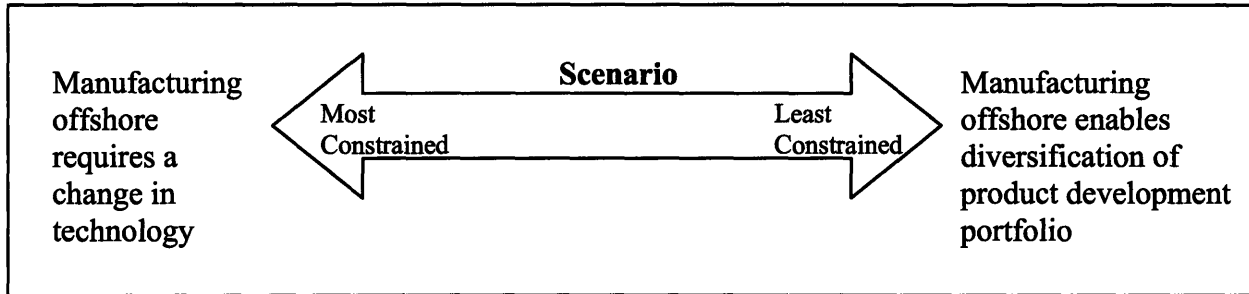 Manufacturing
offshore
requires a
change in
technology
Scenario
Most
Constrained
Least
Constrained
Manufacturing
offshore enables
diversification of
product development
portfolio